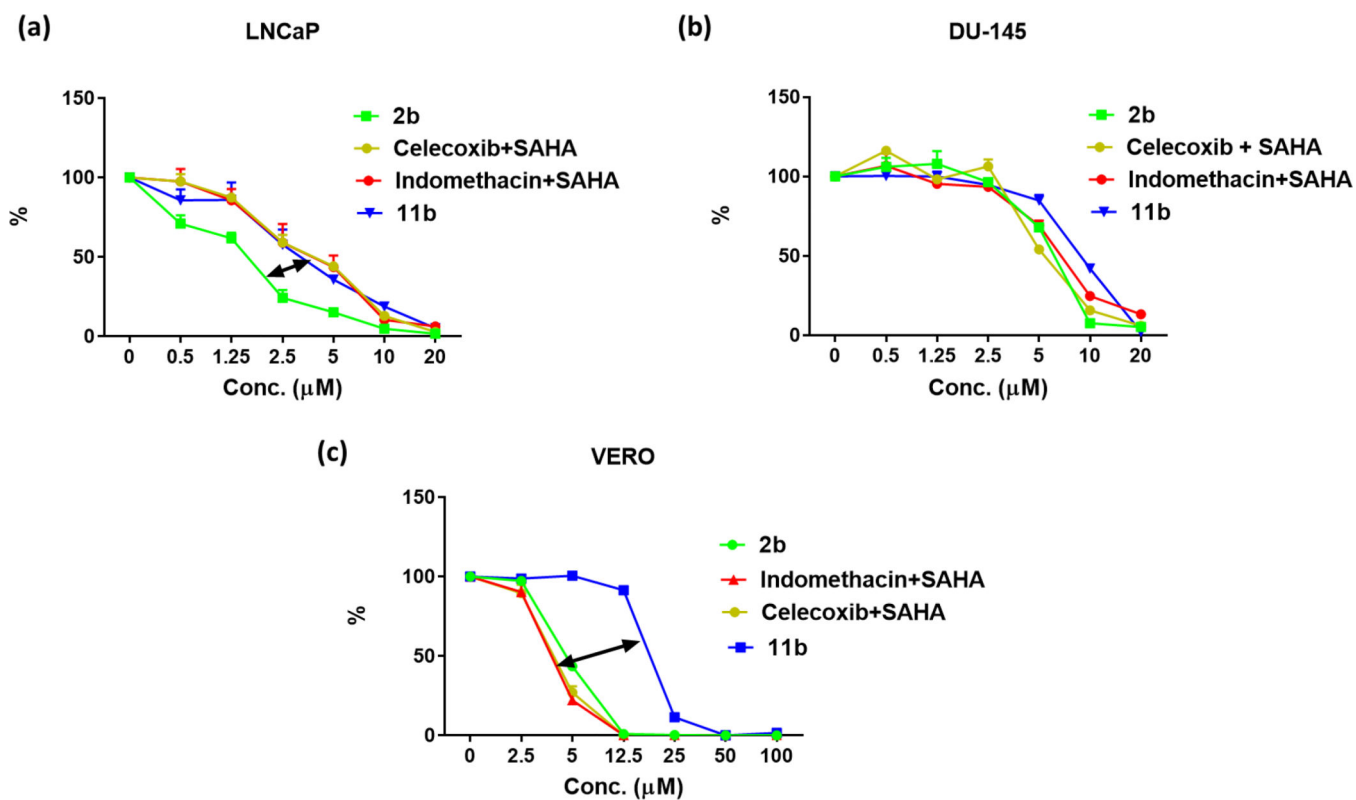 (a)
LNCaP
150
100
50
0
%
0 0.5 1.25 2.5 5 10 20
Conc. (μM)
2b
Celecoxib+SAHA
Indomethacin+SAHA
11b
(b)
DU-145
150
100
50
0
%
0 0.5 1.25 2.5 5 10 20
Conc. (μM)
2b
Celecoxib + SAHA
Indomethacin+SAHA
11b
(c)
VERO
150
100
50
0
%
0 2.5 5 12.5 25 50 100
Conc. (μM)
2b
Indomethacin+SAHA
Celecoxib+SAHA
11b